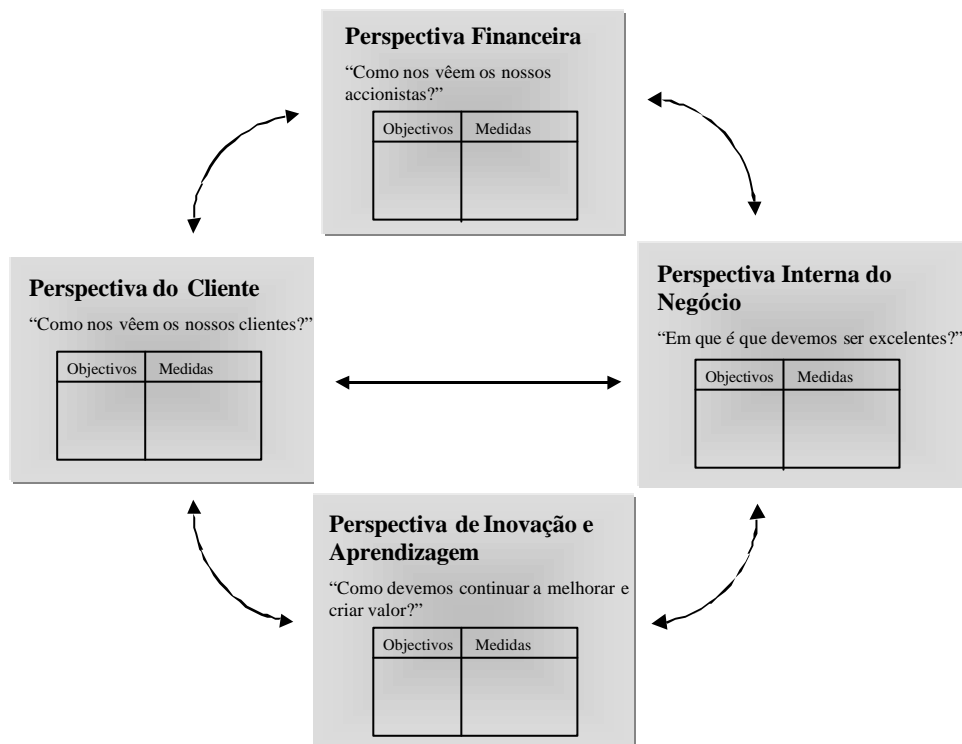 Perspectiva Financeira
“Como nos vêem os nossos
accionistas?”
Objectivos Medidas
Perspectiva do Cliente
“Como nos vêem os nossos clientes?”
Objectivos Medidas
Perspectiva Interna do
Negócio
“Em que é que devemos ser excelentes?”
Objectivos Medidas
Perspectiva de Inovação e
Aprendizagem
“Como devemos continuar a melhorar e
criar valor?”
Objectivos Medidas